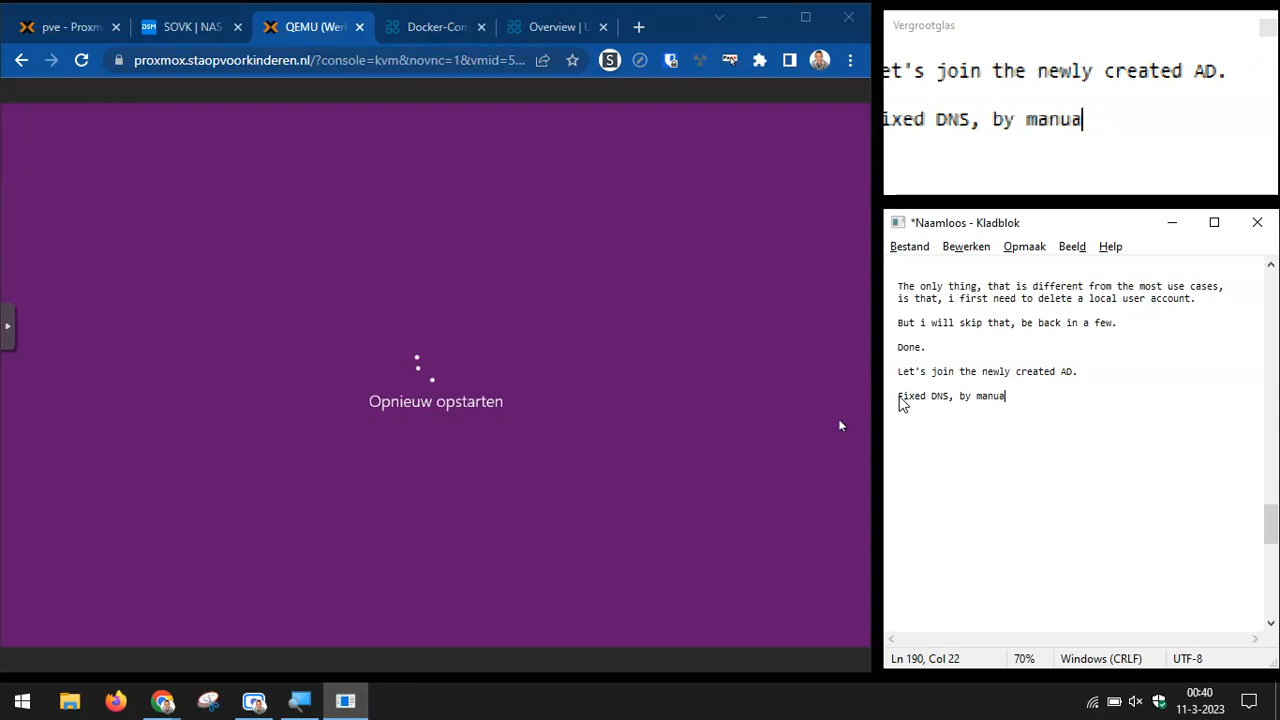 pve - Proxm
SOVK | NAS
QEMU (Werk
Docker-Com
Overview | U
proxmox.staopvoorkinderen.nl/?console=kvm&novnc=1&vmid=5...
Opnieuw opstarten
Vergrootglas
et's join the newly created AD.
ixed DNS, by manua
*Naamloos - Kladblok
Bestand Bewerken Opmaak Beeld Help
The only thing, that is different from the most use cases,
is that, i first need to delete a local user account.
But i will skip that, be back in a few.
Done.
Let's join the newly created AD.
Fixed DNS, by manua
Ln 190, Col 22 70% Windows (CRLF) UTF-8
00:40
11-3-2023